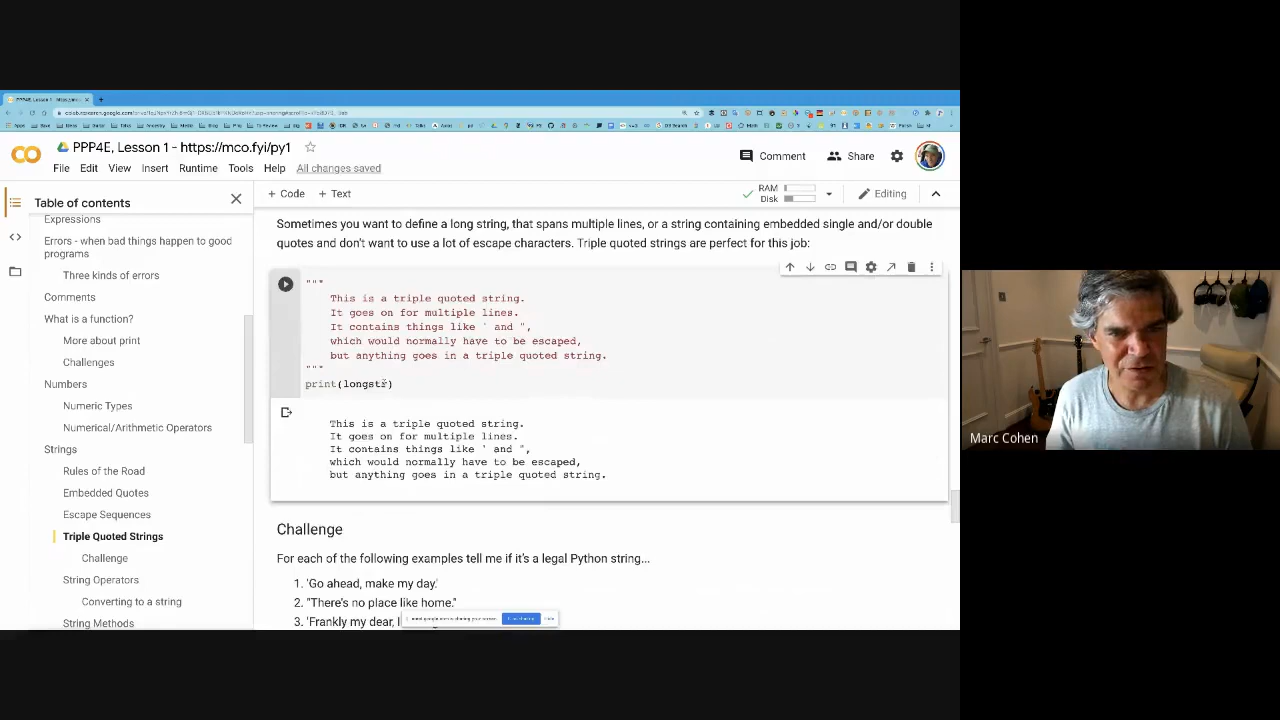 PPP4E, Lesson 1 - https://mco.fyi/py1
File Edit View Insert Runtime Tools Help All changes saved
Comment Share
+ Code + Text
RAM
Disk
Editing
Table of contents
Expressions
Errors - when bad things happen to good
programs
Three kinds of errors
Comments
What is a function?
More about print
Challenges
Numbers
Numeric Types
Numerical/Arithmetic Operators
Strings
Rules of the Road
Embedded Quotes
Escape Sequences
Triple Quoted Strings
Challenge
String Operators
Converting to a string
String Methods
Sometimes you want to define a long string, that spans multiple lines, or a string containing embedded single and/or double
quotes and don't want to use a lot of escape characters. Triple quoted strings are perfect for this job:
"""
This is a triple quoted string.
It goes on for multiple lines.
It contains things like ' and ",
which would normally have to be escaped,
but anything goes in a triple quoted string.
"""
print(longstr)
This is a triple quoted string.
It goes on for multiple lines.
It contains things like ' and ",
which would normally have to be escaped,
but anything goes in a triple quoted string.
Challenge
For each of the following examples tell me if it's a legal Python string...
1. 'Go ahead, make my day.'
2. "There's no place like home."
3. 'Frankly my dear, I
Marc Cohen